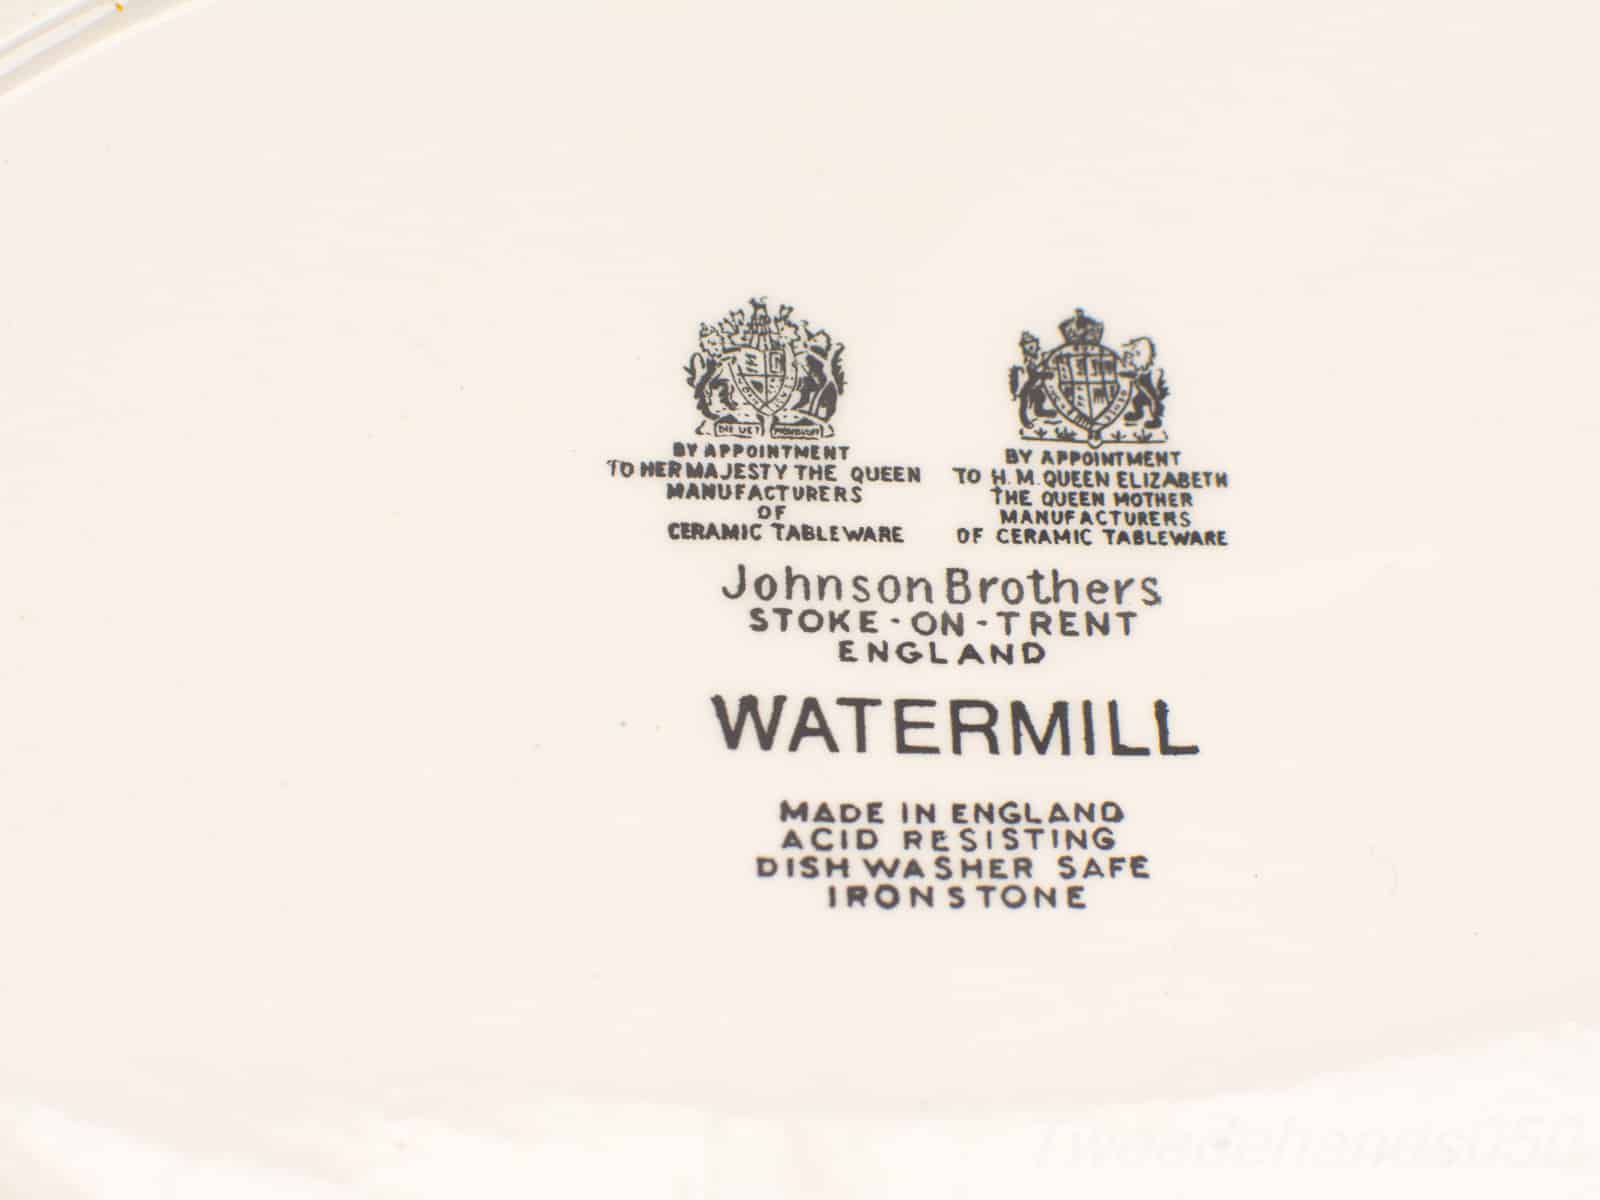 BY APPOINTMENT
TO HER MAJESTY THE QUEEN
MANUFACTURERS
OF
CERAMIC TABLEWARE
BY APPOINTMENT
TO H.M. QUEEN ELIZABETH
THE QUEEN MOTHER
MANUFACTURERS
OF CERAMIC TABLEWARE
Johnson Brothers
STOKE-ON-TRENT
ENGLAND
WATERMILL
MADE IN ENGLAND
ACID RESISTING
DISH WASHER SAFE
IRONSTONE
Tweedehands050